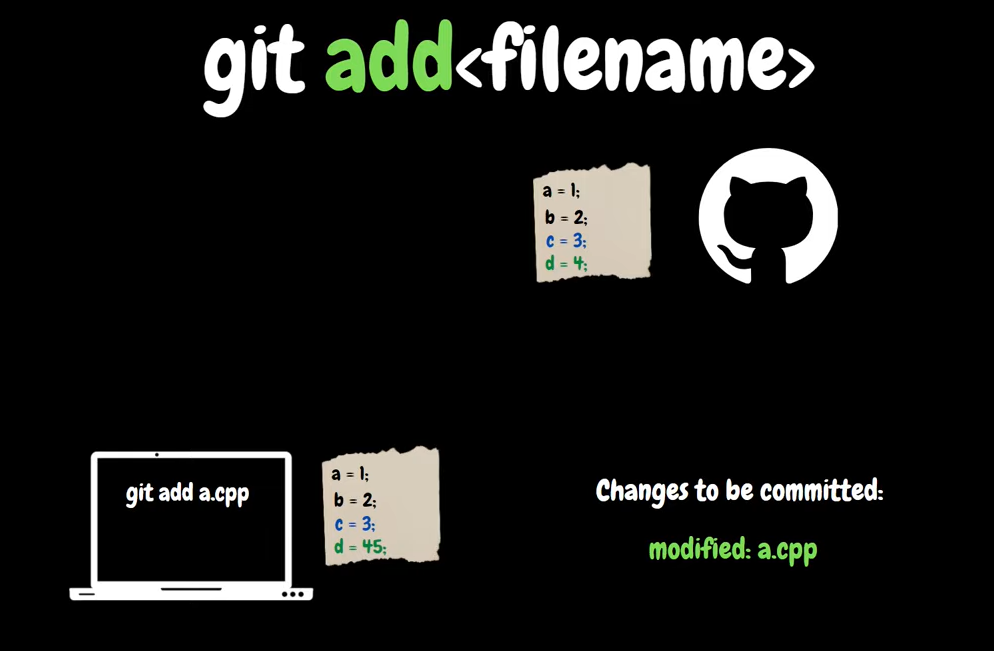 git add<filename>
a = 1;
b = 2;
c = 3;
d = 4;
git add a.cpp
a = 1;
b = 2;
c = 3;
d = 45;
Changes to be committed:
modified: a.cpp